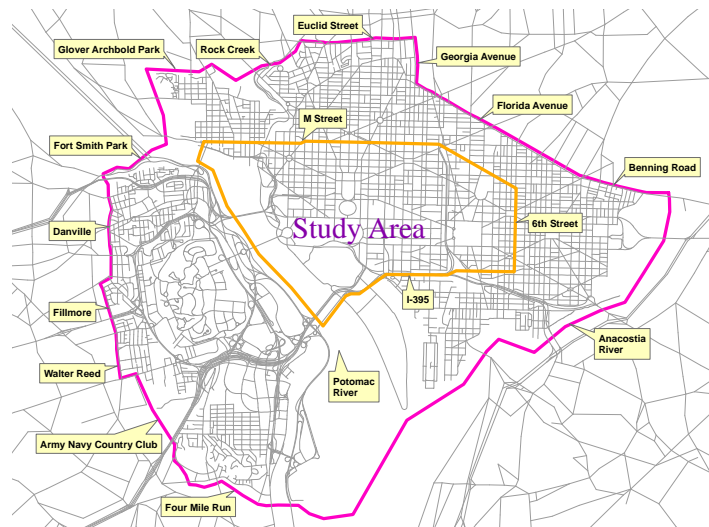 Euclid Street
Glover Archbold Park
Rock Creek
Georgia Avenue
Florida Avenue
M Street
Fort Smith Park
Benning Road
Study Area
6th Street
Danville
I-395
Fillmore
Anacostia
River
Walter Reed
Potomac
River
Army Navy Country Club
Four Mile Run